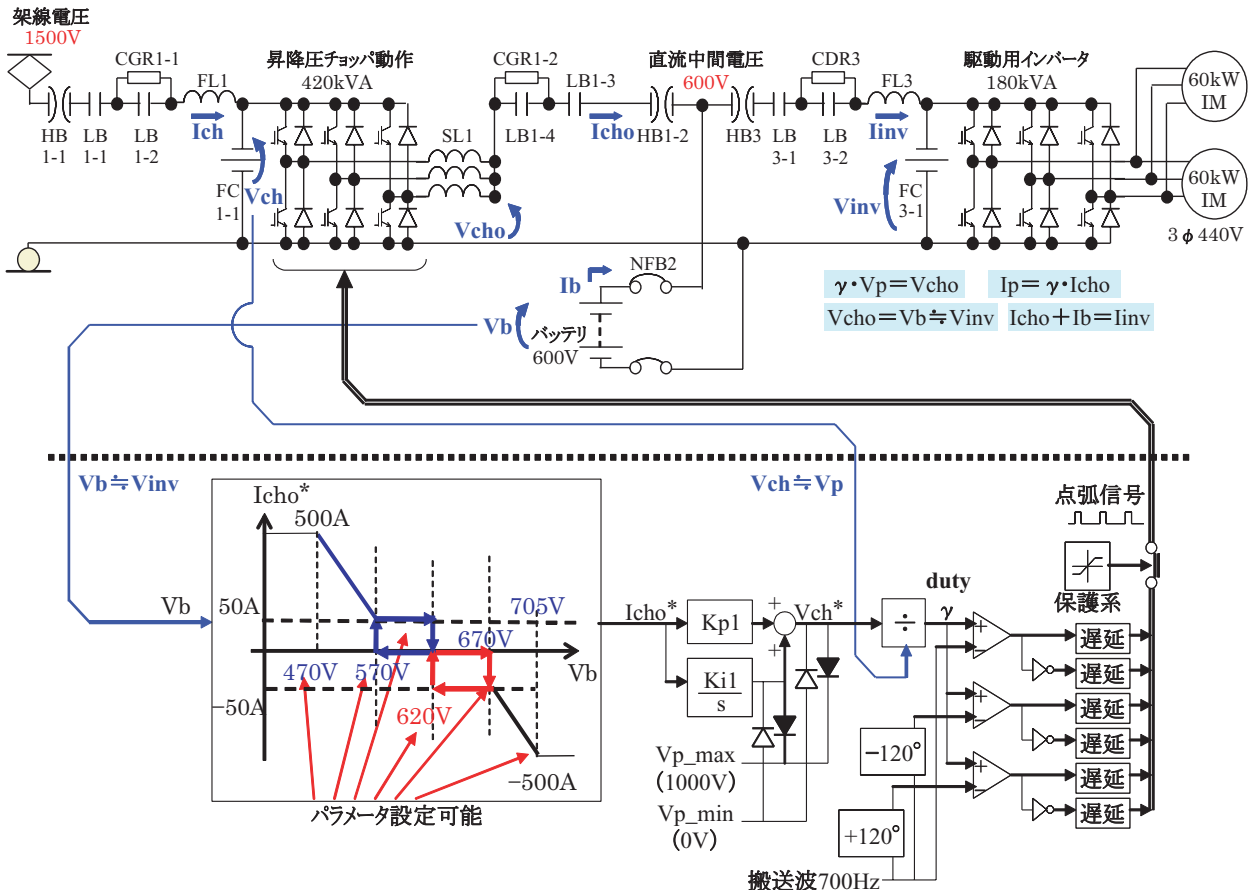 架線電圧
1500V
CGR1-1
FL1
昇降圧チョッパ動作
420kVA
CGR1-2
LB1-3
直流中間電圧
600V
CDR3
FL3
駆動用インバータ
180kVA
60kW
IM
HB
1-1
LB
1-1
LB
1-2
Ich
SL1
LB1-4
Icho
HB1-2
HB3
LB
3-1
LB
3-2
Iinv
FC
1-1
Vch
Vcho
Vinv
FC
3-1
60kW
IM
3φ440V
Ib
NFB2
Vb
バッテリ
600V
γ・Vp=Vcho
Ip=γ・Icho
Vcho=Vb≒Vinv
Icho+Ib=Iinv
Vb≒Vinv
Vch≒Vp
Icho*
500A
Vb
50A
705V
670V
470V
570V
Vb
−50A
620V
−500A
パラメータ設定可能
Icho*
Kp1
+
+
Vch*
Ki1
s
Vp_max
(1000V)
Vp_min
(0V)
÷
duty
γ
点弧信号
保護系
+
−
遅延
遅延
+
−
遅延
遅延
−120°
+
−
遅延
遅延
+120°
搬送波700Hz